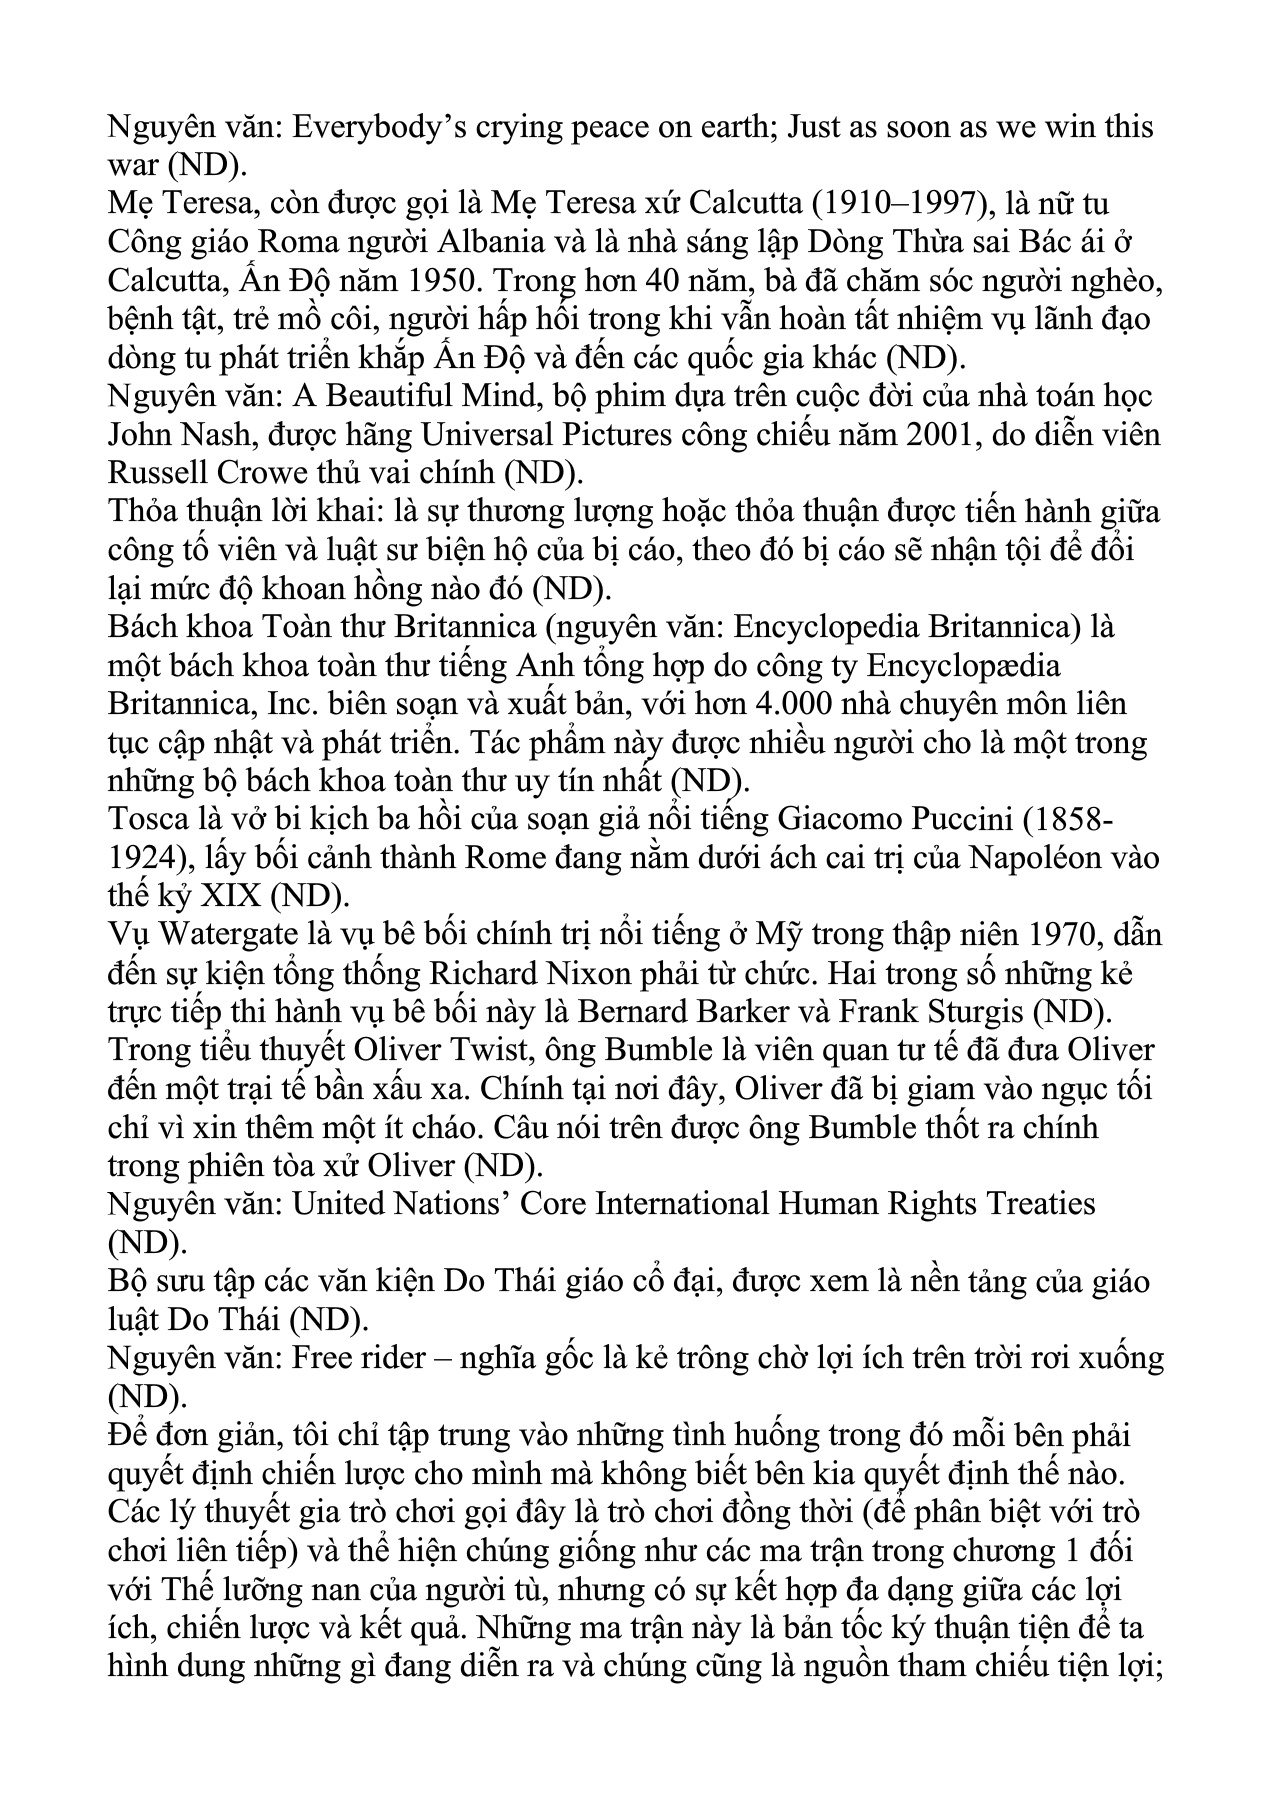 Nguyên văn: Everybody’s crying peace on earth; Just as soon as we win this
war (ND).
Mẹ Teresa, còn được gọi là Mẹ Teresa xứ Calcutta (1910–1997), là nữ tu
Công giáo Roma người Albania và là nhà sáng lập Dòng Thừa sai Bác ái ở
Calcutta, Ấn Độ năm 1950. Trong hơn 40 năm, bà đã chăm sóc người nghèo,
bệnh tật, trẻ mồ côi, người hấp hối trong khi vẫn hoàn tất nhiệm vụ lãnh đạo
dòng tu phát triển khắp Ấn Độ và đến các quốc gia khác (ND).
Nguyên văn: A Beautiful Mind, bộ phim dựa trên cuộc đời của nhà toán học
John Nash, được hãng Universal Pictures công chiếu năm 2001, do diễn viên
Russell Crowe thủ vai chính (ND).
Thỏa thuận lời khai: là sự thương lượng hoặc thỏa thuận được tiến hành giữa
công tố viên và luật sư biện hộ của bị cáo, theo đó bị cáo sẽ nhận tội để đổi
lại mức độ khoan hồng nào đó (ND).
Bách khoa Toàn thư Britannica (nguyên văn: Encyclopedia Britannica) là
một bách khoa toàn thư tiếng Anh tổng hợp do công ty Encyclopædia
Britannica, Inc. biên soạn và xuất bản, với hơn 4.000 nhà chuyên môn liên
tục cập nhật và phát triển. Tác phẩm này được nhiều người cho là một trong
những bộ bách khoa toàn thư uy tín nhất (ND).
Tosca là vở bi kịch ba hồi của soạn giả nổi tiếng Giacomo Puccini (1858-
1924), lấy bối cảnh thành Rome đang nằm dưới ách cai trị của Napoléon vào
thế kỷ XIX (ND).
Vụ Watergate là vụ bê bối chính trị nổi tiếng ở Mỹ trong thập niên 1970, dẫn
đến sự kiện tổng thống Richard Nixon phải từ chức. Hai trong số những kẻ
trực tiếp thi hành vụ bê bối này là Bernard Barker và Frank Sturgis (ND).
Trong tiểu thuyết Oliver Twist, ông Bumble là viên quan tư tế đã đưa Oliver
đến một trại tế bần xấu xa. Chính tại nơi đây, Oliver đã bị giam vào ngục tối
chỉ vì xin thêm một ít cháo. Câu nói trên được ông Bumble thốt ra chính
trong phiên tòa xử Oliver (ND).
Nguyên văn: United Nations’ Core International Human Rights Treaties
(ND).
Bộ sưu tập các văn kiện Do Thái giáo cổ đại, được xem là nền tảng của giáo
luật Do Thái (ND).
Nguyên văn: Free rider – nghĩa gốc là kẻ trông chờ lợi ích trên trời rơi xuống
(ND).
Để đơn giản, tôi chỉ tập trung vào những tình huống trong đó mỗi bên phải
quyết định chiến lược cho mình mà không biết bên kia quyết định thế nào.
Các lý thuyết gia trò chơi gọi đây là trò chơi đồng thời (để phân biệt với trò
chơi liên tiếp) và thể hiện chúng giống như các ma trận trong chương 1 đối
với Thế lưỡng nan của người tù, nhưng có sự kết hợp đa dạng giữa các lợi
ích, chiến lược và kết quả. Những ma trận này là bản tốc ký thuận tiện để ta
hình dung những gì đang diễn ra và chúng cũng là nguồn tham chiếu tiện lợi;